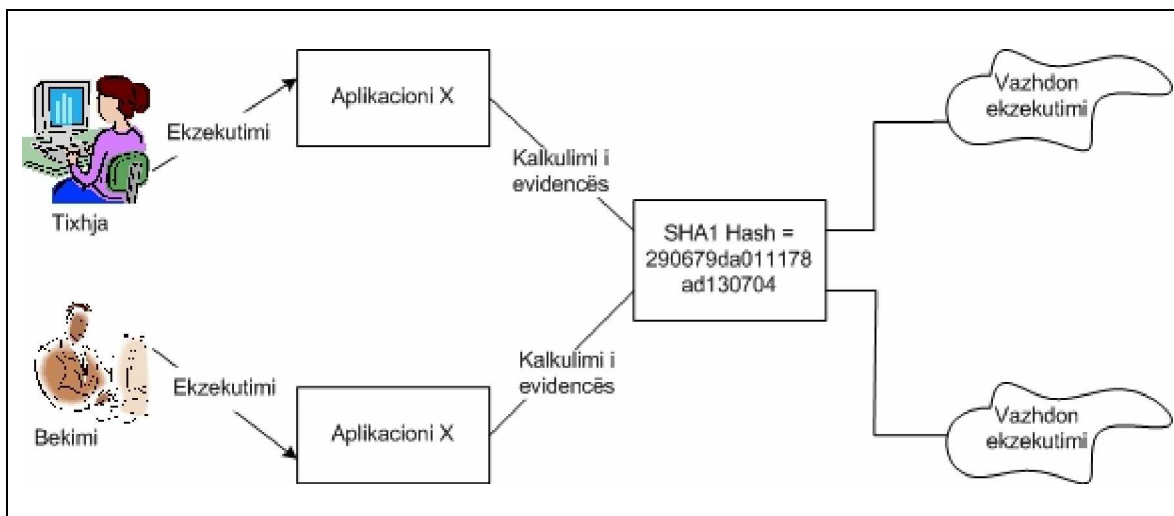 Tixhja
Ekzekutimi
Aplikacioni X
Kalkulimi i
evidencës
SHA1 Hash =
290679da011178
ad130704
Vazhdon
ekzekutimi
Bekimi
Ekzekutimi
Aplikacioni X
Kalkulimi i
evidencës
Vazhdon
ekzekutimi